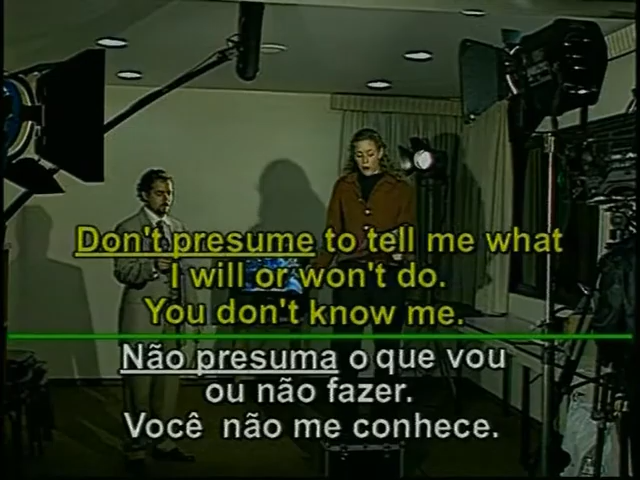 Don't presume to tell me what
I will or won't do.
You don't know me.
Não presuma o que vou
ou não fazer.
Você não me conhece.